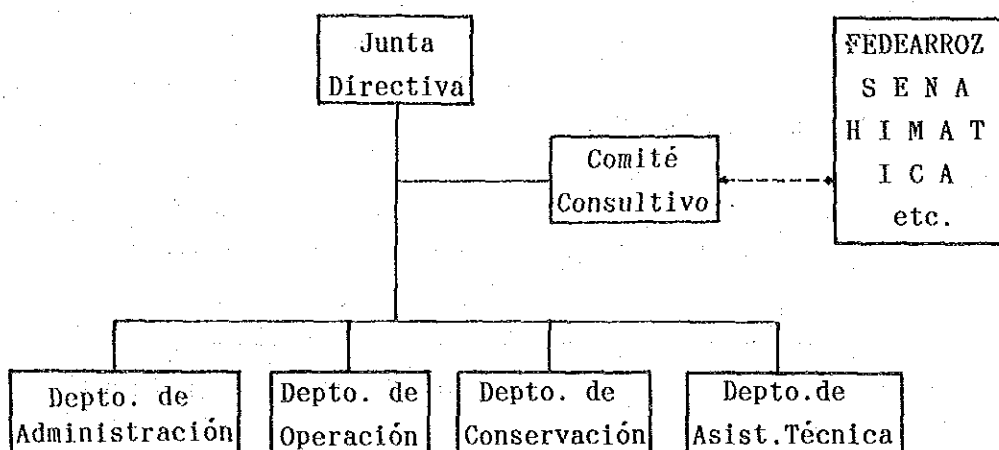 Junta
Directiva
FEDEARROZ
S E N A
H I M A T
I C A
etc.
Comité
Consultivo
Depto. de
Administración
Depto. de
Operación
Depto. de
Conservación
Depto.de
Asist.Técnica